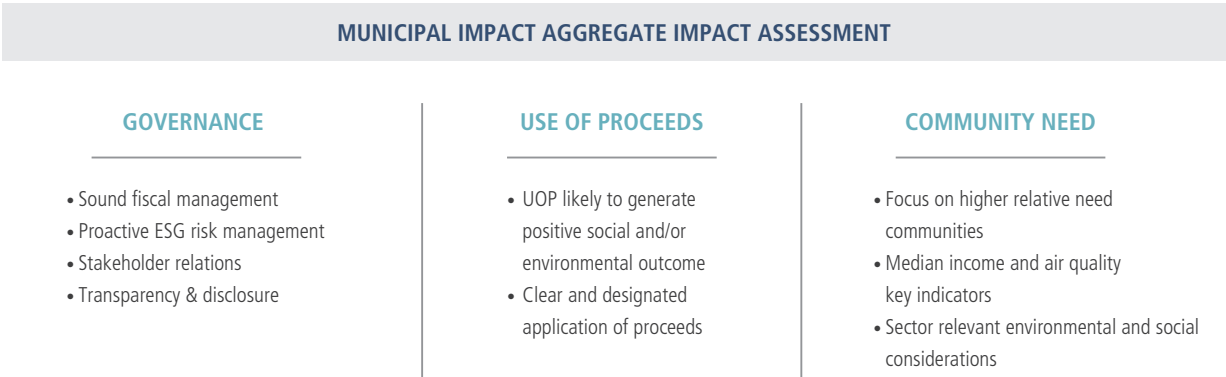 MUNICIPAL IMPACT AGGREGATE IMPACT ASSESSMENT
GOVERNANCE
• Sound fiscal management
• Proactive ESG risk management
• Stakeholder relations
• Transparency & disclosure
USE OF PROCEEDS
• UOP likely to generate
positive social and/or
environmental outcome
• Clear and designated
application of proceeds
COMMUNITY NEED
• Focus on higher relative need
communities
• Median income and air quality
key indicators
• Sector relevant environmental and social
considerations